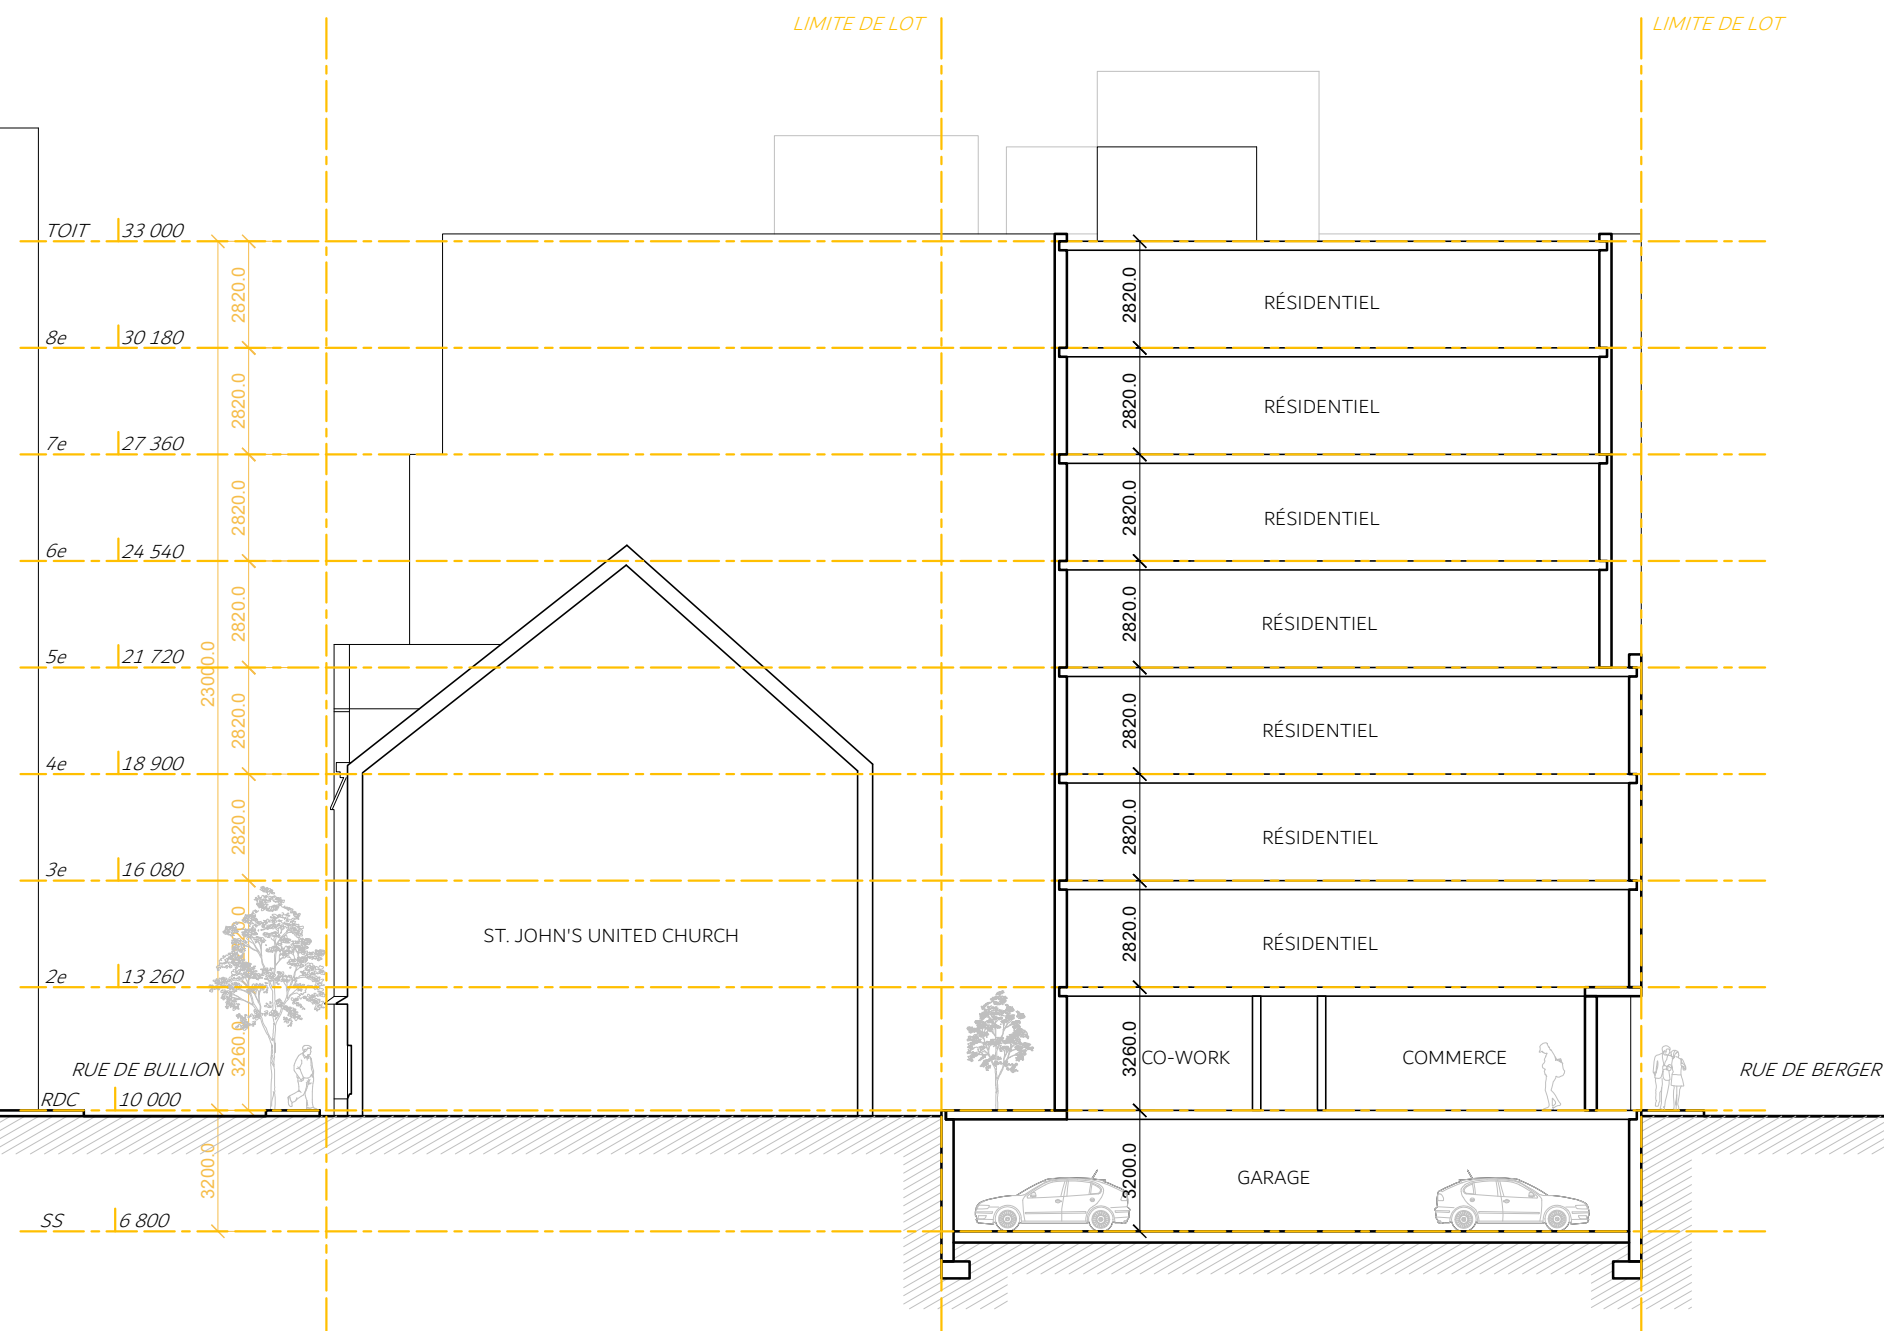 LIMITE DE LOT
LIMITE DE LOT
TOIT 33 000
2820.0
2820.0
RÉSIDENTIEL
8e 30 180
2820.0
2820.0
RÉSIDENTIEL
7e 27 360
2820.0
2820.0
RÉSIDENTIEL
6e 24 540
2820.0
2820.0
RÉSIDENTIEL
5e 21 720
23000.0
2820.0
2820.0
RÉSIDENTIEL
4e 18 900
2820.0
2820.0
RÉSIDENTIEL
3e 16 080
2820.0
RÉSIDENTIEL
ST. JOHN'S UNITED CHURCH
2e 13 260
3260.0
3260.0
CO-WORK
COMMERCE
RUE DE BULLION
RUE DE BERGER
RDC 10 000
3200.0
3200.0
GARAGE
SS 6 800